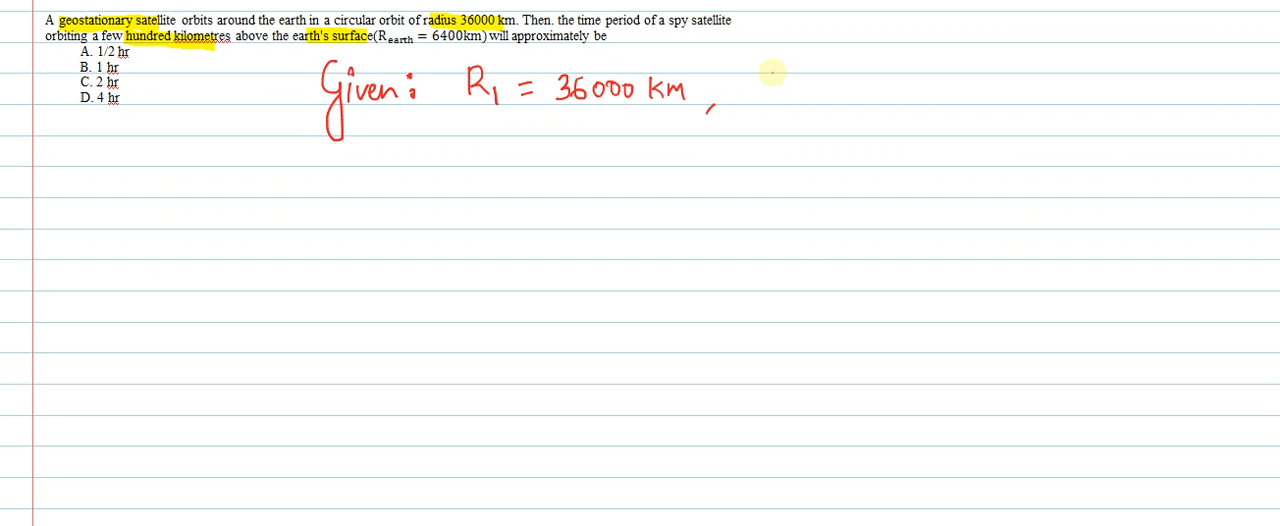 A geostationary satellite orbits around the earth in a circular orbit of radius 36000 km. Then. the time period of a spy satellite
orbiting a few hundred kilometres above the earth's surface(R_earth = 6400km) will approximately be
A. 1/2 hr
B. 1 hr
C. 2 hr
D. 4 hr
Given: R₁ = 36000 KM ,